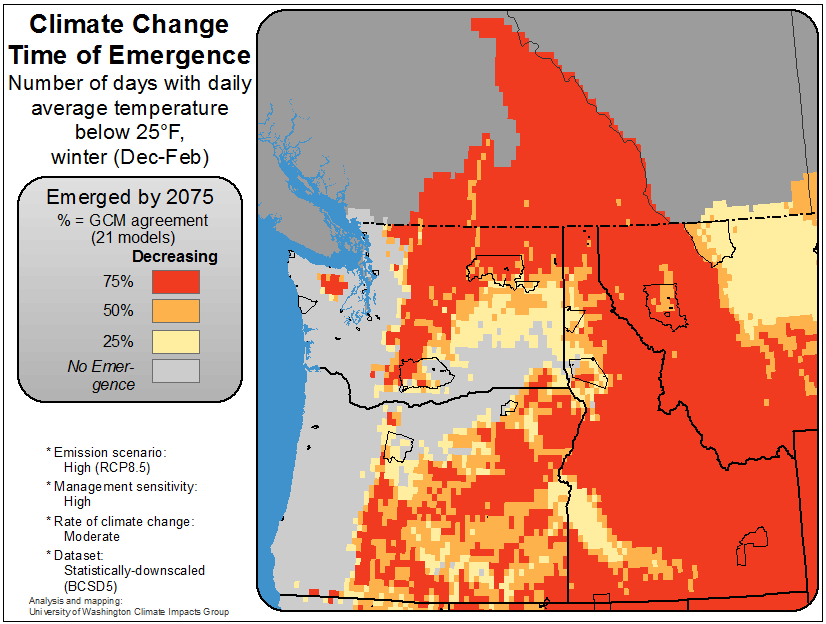 Climate Change
Time of Emergence
Number of days with daily
average temperature
below 25°F,
winter (Dec-Feb)
Emerged by 2075
% = GCM agreement
(21 models)
Decreasing
75%
50%
25%
No Emer-
gence
* Emission scenario:
High (RCP8.5)
* Management sensitivity:
High
* Rate of climate change:
Moderate
* Dataset:
Statistically-downscaled
(BCSD5)
Analysis and mapping:
University of Washington Climate Impacts Group